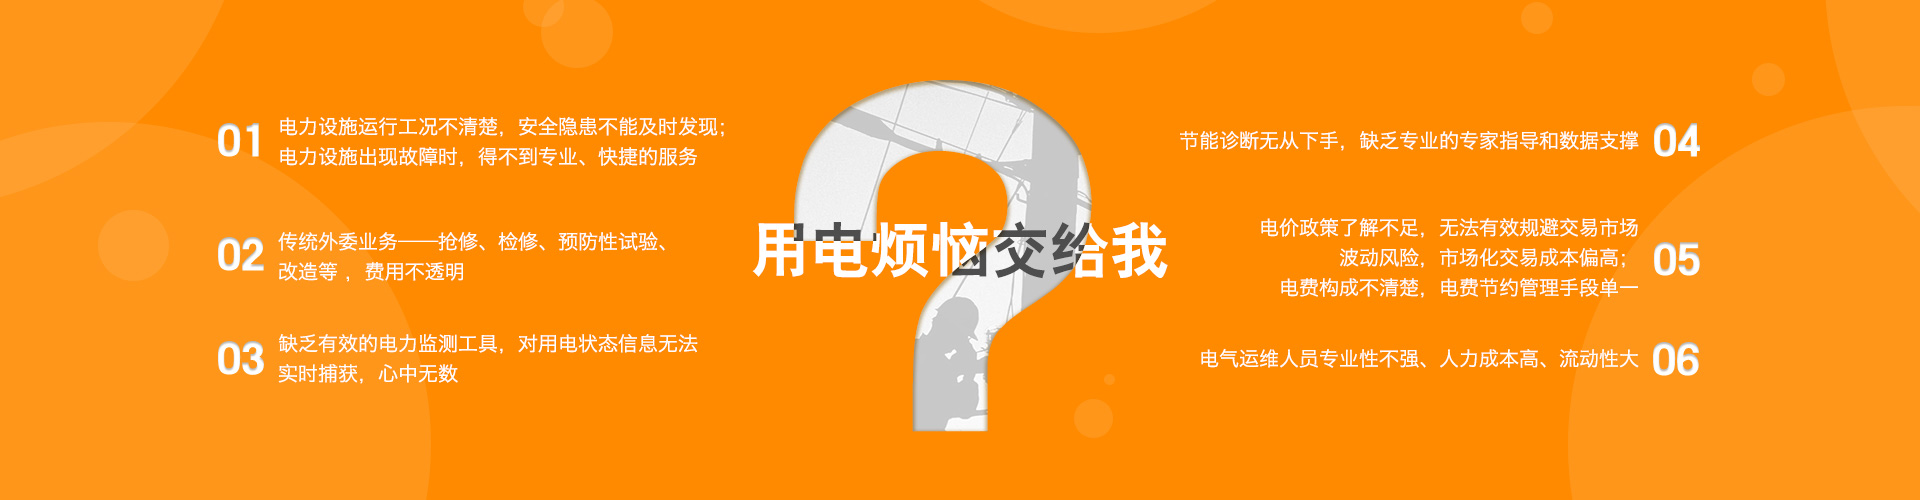 01
电力设施运行工况不清楚，安全隐患不能及时发现；
电力设施出现故障时，得不到专业、快捷的服务
02
传统外委业务——抢修、检修、预防性试验、
改造等 ，费用不透明
03
缺乏有效的电力监测工具，对用电状态信息无法
实时捕获，心中无数
用电烦恼交给我
节能诊断无从下手，缺乏专业的专家指导和数据支撑
04
电价政策了解不足，无法有效规避交易市场
波动风险，市场化交易成本偏高；
电费构成不清楚，电费节约管理手段单一
05
电气运维人员专业性不强、人力成本高、流动性大
06